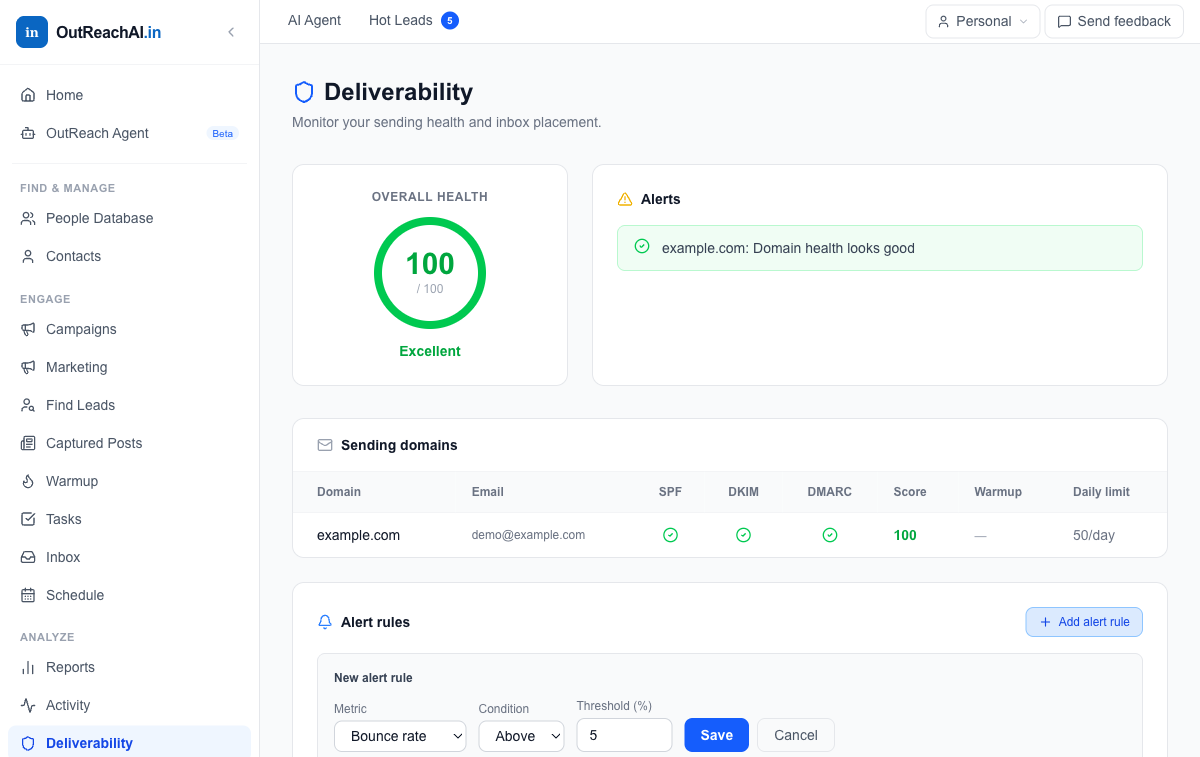 in OutReachAI.in
Home
OutReach Agent Beta
FIND & MANAGE
People Database
Contacts
ENGAGE
Campaigns
Marketing
Find Leads
Captured Posts
Warmup
Tasks
Inbox
Schedule
ANALYZE
Reports
Activity
Deliverability
AI Agent Hot Leads 5 Personal Send feedback
Deliverability
Monitor your sending health and inbox placement.
OVERALL HEALTH
100
/ 100
Excellent
Alerts
example.com: Domain health looks good
Sending domains
Domain Email SPF DKIM DMARC Score Warmup Daily limit
example.com demo@example.com 100 — 50/day
Alert rules Add alert rule
New alert rule
Metric Condition Threshold (%)
Bounce rate Above 5 Save Cancel